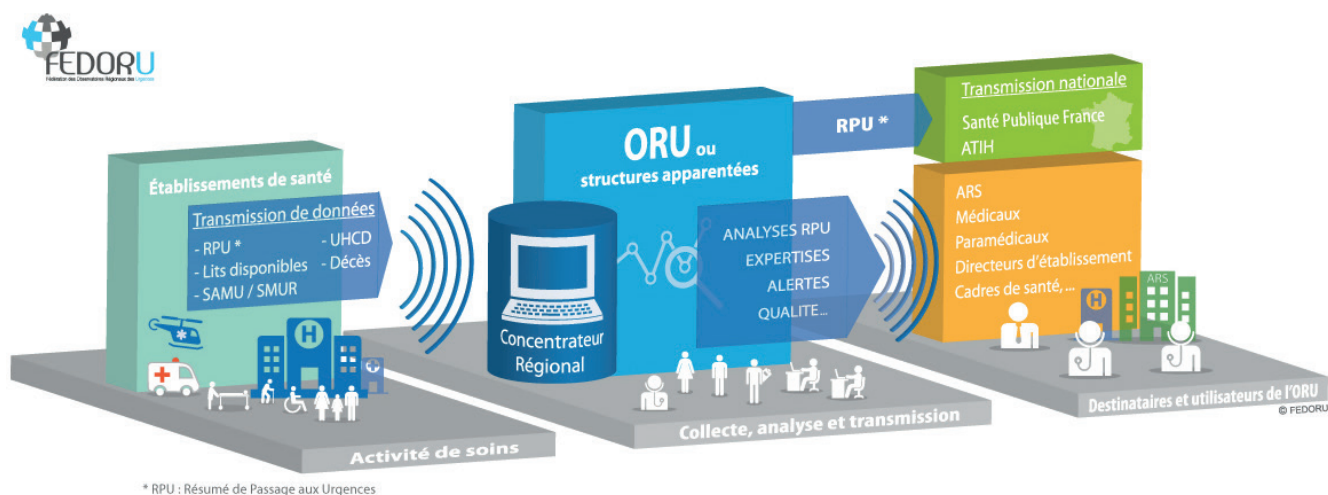 FEDORU
Fédération des Observatoires Régionaux des Urgences
Établissements de santé
Transmission de données
- RPU *
- Lits disponibles
- SAMU / SMUR
- UHCD
- Décès
H
Activité de soins
ORU ou
structures apparentées
Concentrateur
Régional
ANALYSES RPU
EXPERTISES
ALERTES
QUALITE...
Collecte, analyse et transmission
RPU *
Transmission nationale
Santé Publique France
ATIH
ARS
Médicaux
Paramédicaux
Directeurs d'établissement
Cadres de santé, ...
H
ARS
Destinataires et utilisateurs de l'ORU
© FEDORU
* RPU : Résumé de Passage aux Urgences